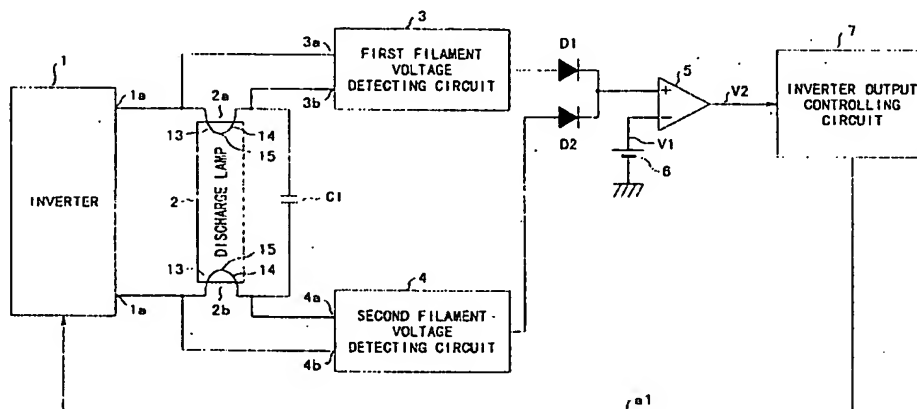 1
INVERTER
1a
1a
2a
13
14
15
2
DISCHARGE LAMP
C1
15
13
14
2b
3
3a
3b
FIRST FILAMENT
VOLTAGE
DETECTING CIRCUIT
4
4a
4b
SECOND FILAMENT
VOLTAGE
DETECTING CIRCUIT
D1
D2
5
+
−
V1
6
V2
7
INVERTER OUTPUT
CONTROLLING
CIRCUIT
a1